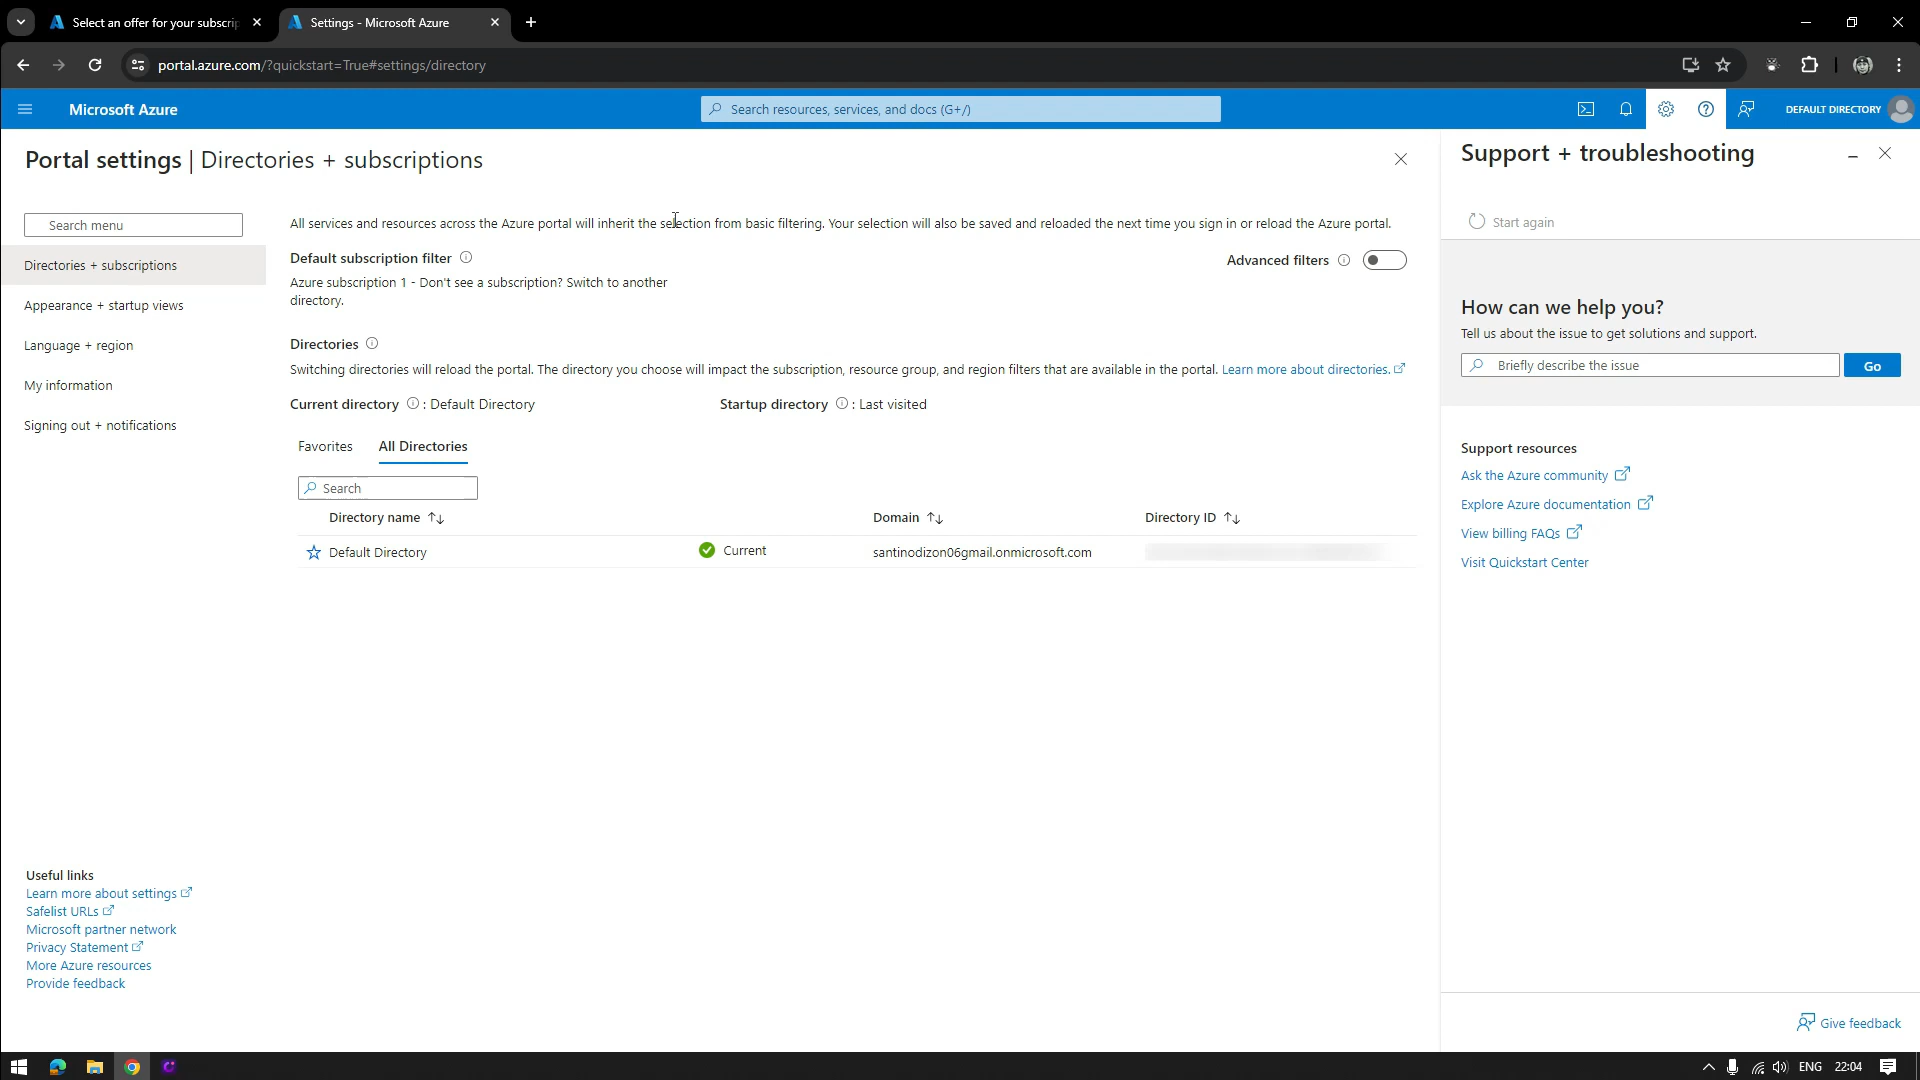 Select an offer for your subscrip
Settings - Microsoft Azure
portal.azure.com/?quickstart=True#settings/directory
Microsoft Azure
Search resources, services, and docs (G+/)
DEFAULT DIRECTORY
Portal settings | Directories + subscriptions
Search menu
Directories + subscriptions
Appearance + startup views
Language + region
My information
Signing out + notifications
All services and resources across the Azure portal will inherit the selection from basic filtering. Your selection will also be saved and reloaded the next time you sign in or reload the Azure portal.
Default subscription filter
Advanced filters
Azure subscription 1 - Don't see a subscription? Switch to another
directory.
Directories
Switching directories will reload the portal. The directory you choose will impact the subscription, resource group, and region filters that are available in the portal. Learn more about directories.
Current directory : Default Directory
Startup directory : Last visited
Favorites
All Directories
Search
Directory name
Domain
Directory ID
Default Directory
Current
santinodizon06gmail.onmicrosoft.com
Useful links
Learn more about settings
Safelist URLs
Microsoft partner network
Privacy Statement
More Azure resources
Provide feedback
Support + troubleshooting
Start again
How can we help you?
Tell us about the issue to get solutions and support.
Briefly describe the issue
Go
Support resources
Ask the Azure community
Explore Azure documentation
View billing FAQs
Visit Quickstart Center
Give feedback
ENG
22:04